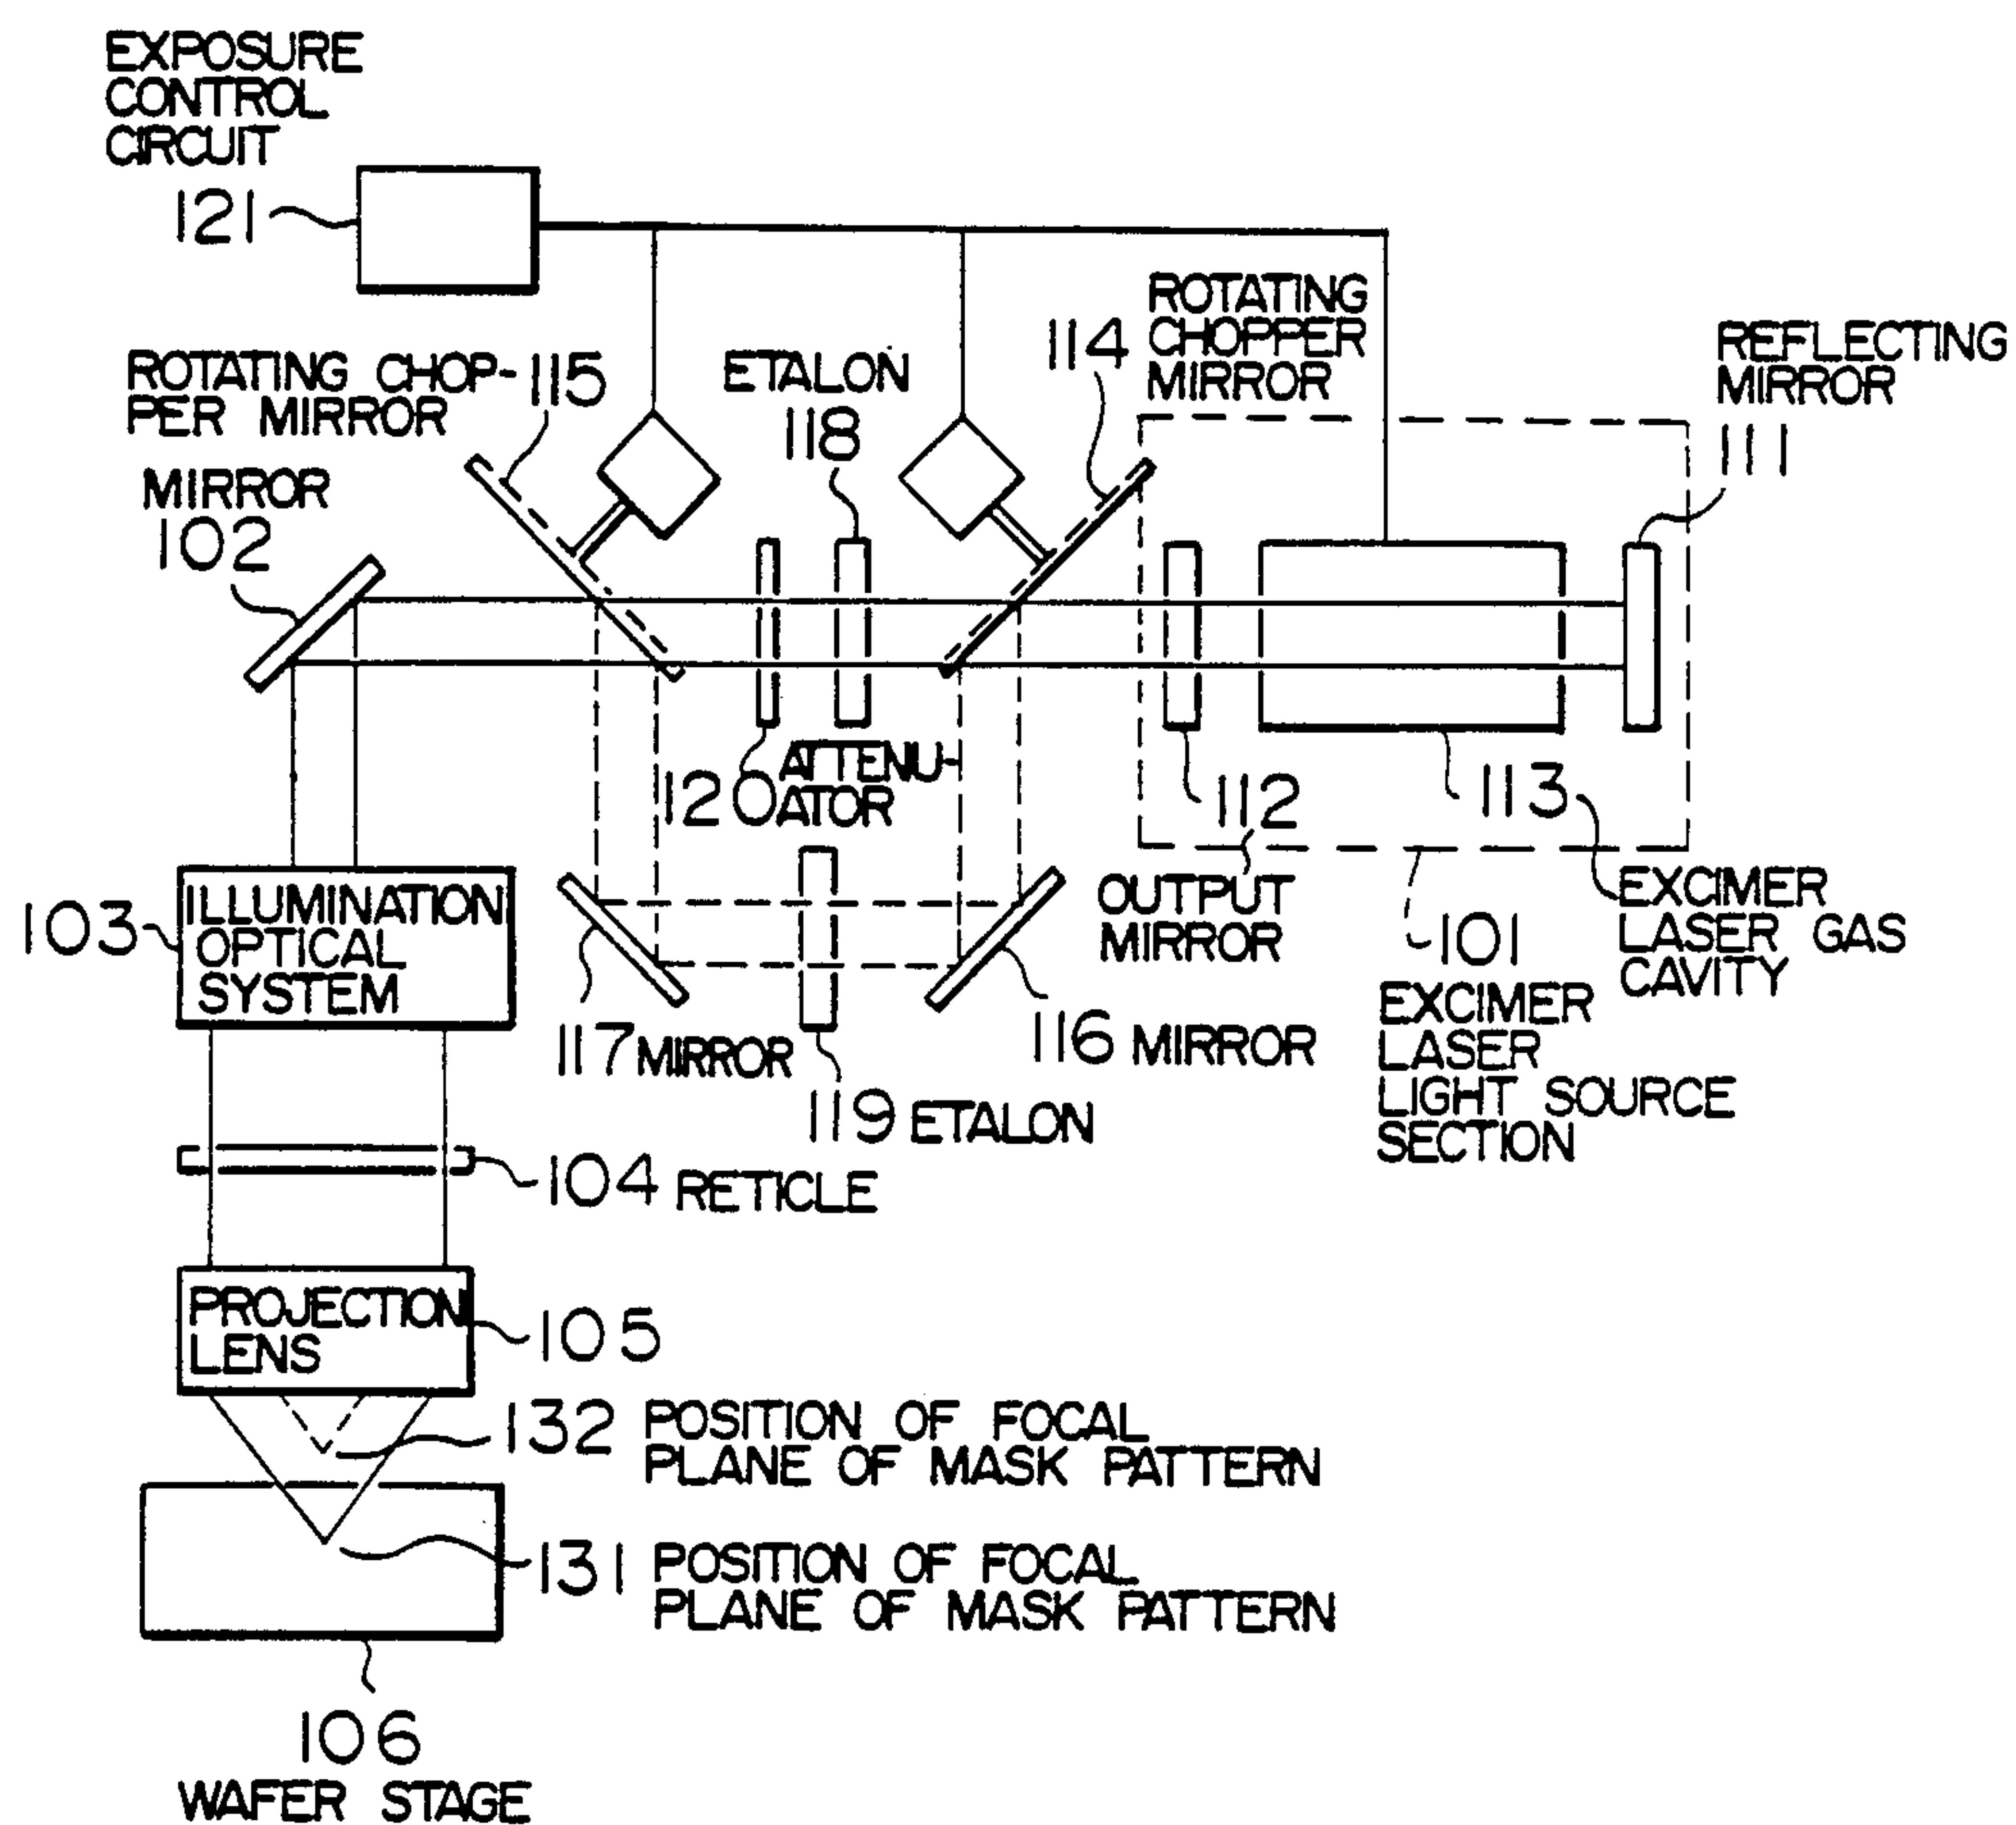 EXPOSURE
CONTROL
CIRCUIT
121
ROTATING CHOP-
PER MIRROR
115
ETALON
118
114
ROTATING
CHOPPER
MIRROR
REFLECTING
MIRROR
111
MIRROR
102
120
ATTENU-
ATOR
112
OUTPUT
MIRROR
113
EXCIMER
LASER GAS
CAVITY
101
EXCIMER
LASER
LIGHT SOURCE
SECTION
103
ILLUMINATION
OPTICAL
SYSTEM
117 MIRROR
116 MIRROR
119 ETALON
104 RETICLE
PROJECTION
LENS
105
132 POSITION OF FOCAL
PLANE OF MASK PATTERN
131 POSITION OF FOCAL
PLANE OF MASK PATTERN
106
WAFER STAGE